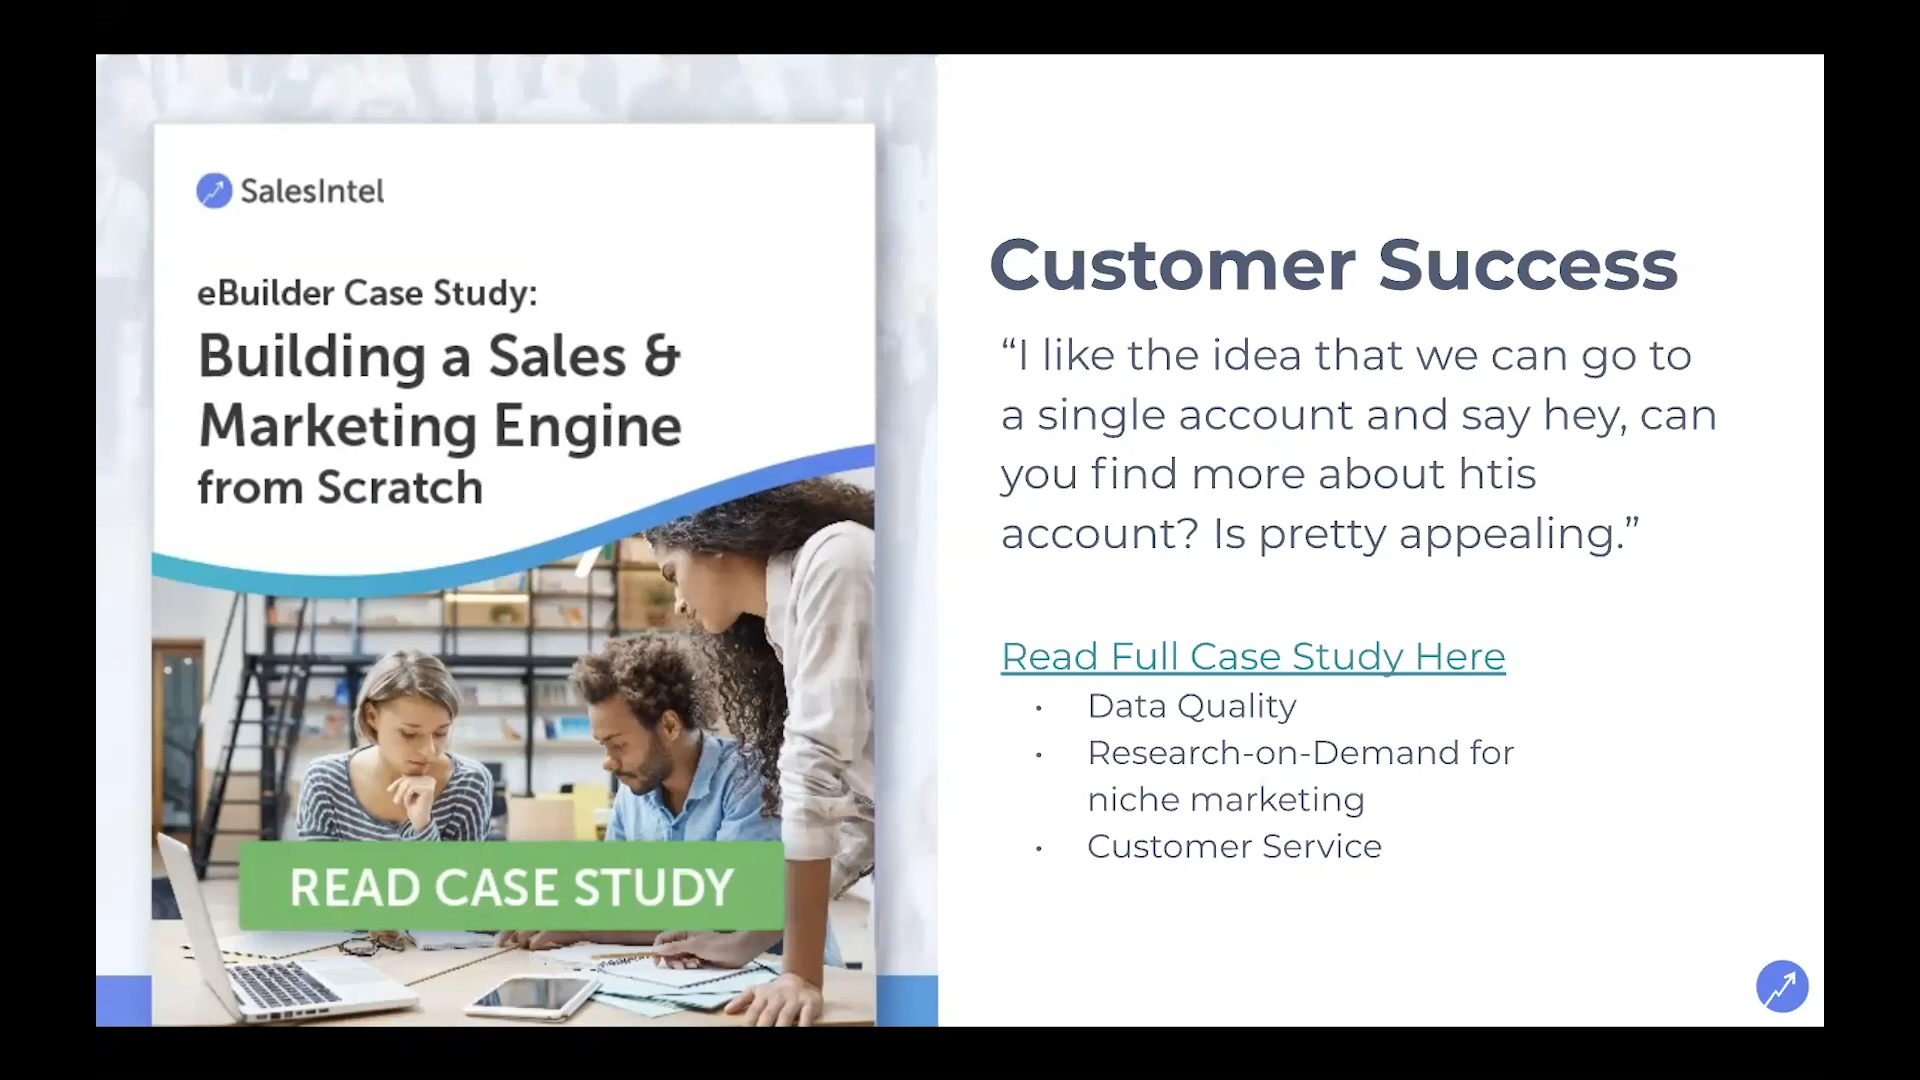 SalesIntel
eBuilder Case Study:
Building a Sales &
Marketing Engine
from Scratch
READ CASE STUDY
Customer Success
“I like the idea that we can go to
a single account and say hey, can
you find more about htis
account? Is pretty appealing.”
Read Full Case Study Here
• Data Quality
• Research-on-Demand for
niche marketing
• Customer Service